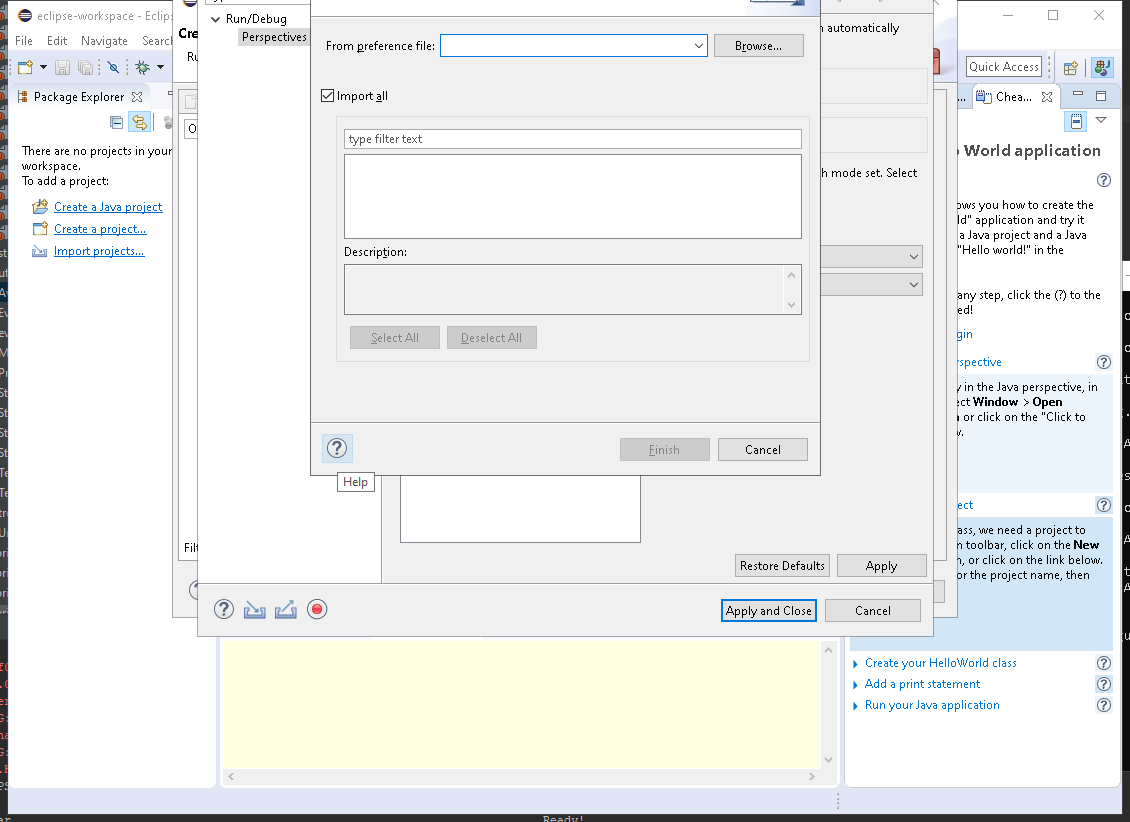 eclipse-workspace - Eclips
File Edit Navigate Search
Quick Access
Package Explorer
There are no projects in your
workspace.
To add a project:
Create a Java project
Create a project...
Import projects...
Cre
Ru
O
Filt
Run/Debug
Perspectives
automatically
h mode set. Select
Restore Defaults
Apply
Apply and Close
Cancel
From preference file:
Browse...
Import all
type filter text
Description:
Select All
Deselect All
Finish
Cancel
Help
Chea...
World application
ows you how to create the
ld" application and try it
a Java project and a Java
"Hello world!" in the
any step, click the (?) to the
ed!
gin
rspective
y in the Java perspective, in
ect Window > Open
or click on the "Click to
w.
ect
ass, we need a project to
n toolbar, click on the New
n, or click on the link below.
or the project name, then
Create your HelloWorld class
Add a print statement
Run your Java application
Ready!